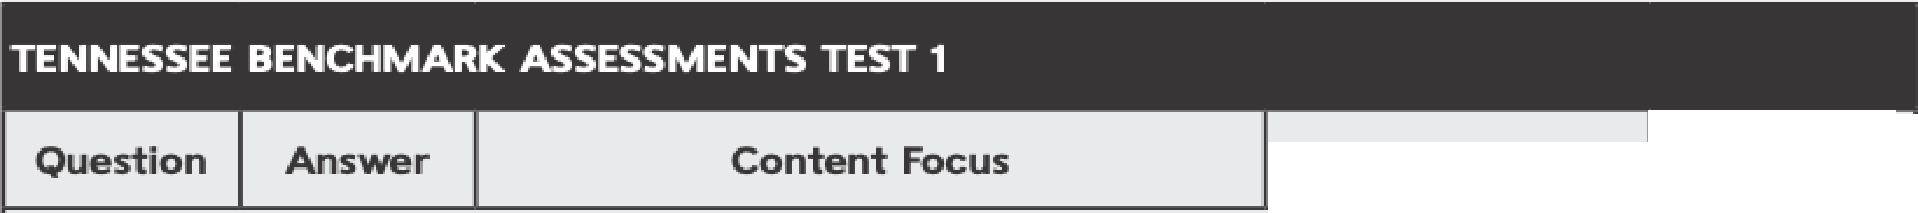 TENNESSEE BENCHMARK ASSESSMENTS TEST 1
Question Answer Content Focus